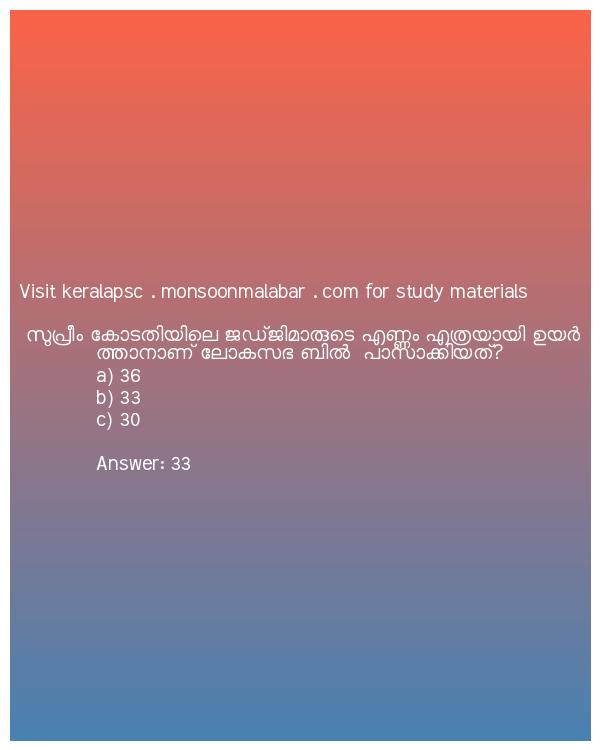 Visit keralapsc . monsoonmalabar . com for study materials
സുപ്രീം കോടതിയിലെ ജഡ്ജിമാരുടെ എണ്ണം എത്രയായി ഉയർ
ത്താനാണ് ലോകസഭ ബിൽ പാസാക്കിയത്?
a) 36
b) 33
c) 30
Answer: 33